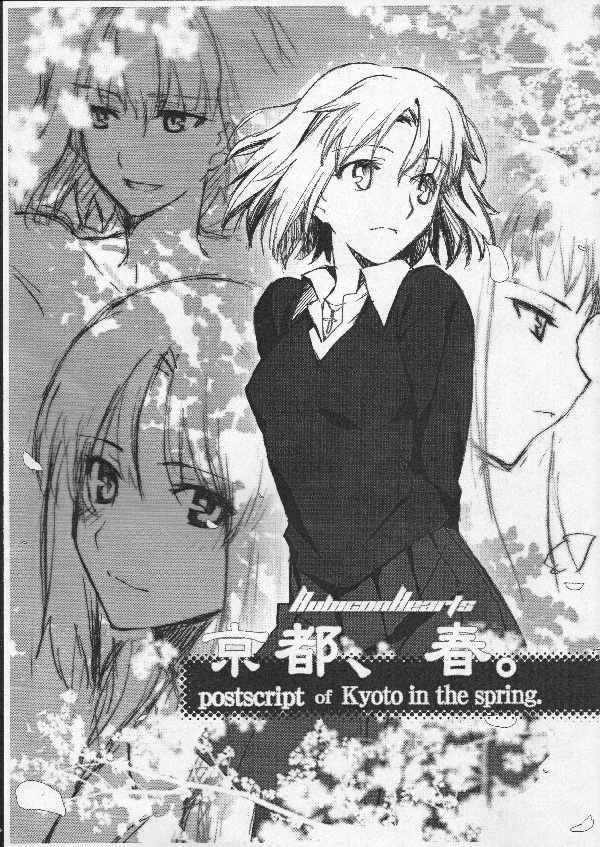 RubiconHearts
京都、春。
postscript of Kyoto in the spring.